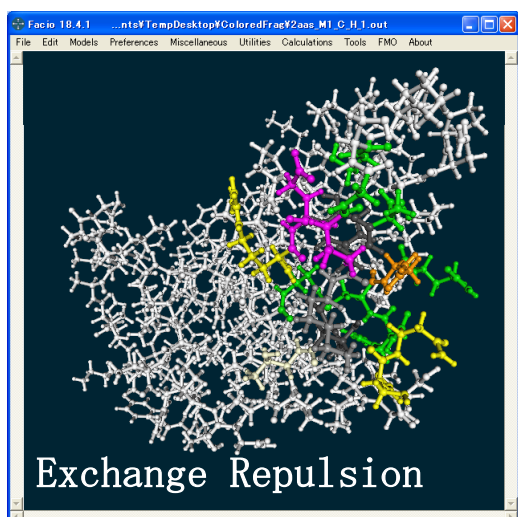 Facio 18.4.1 ...nts¥TempDesktop¥ColoredFrag¥2aas_M1_C_H_1.out
File Edit Models Preferences Miscellaneous Utilities Calculations Tools FMO About
Exchange Repulsion